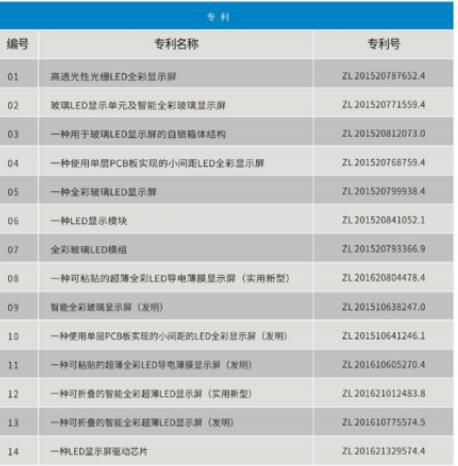 专 利
编号 专利名称 专利号
01 高透光性光栅LED全彩显示屏 ZL 201520787652.4
02 玻璃LED显示单元及智能全彩玻璃显示屏 ZL 201520771559.4
03 一种用于玻璃LED显示屏的自锁箱体结构 ZL 201520812073.0
04 一种使用单层PCB板实现的小间距LED全彩显示屏 ZL 201520768759.4
05 一种全彩玻璃LED显示屏 ZL 201520799938.4
06 一种LED显示模块 ZL 201520841052.1
07 全彩玻璃LED模组 ZL 201520793366.9
08 一种可粘贴的超薄全彩LED导电薄膜显示屏（实用新型） ZL 201620804478.4
09 智能全彩玻璃显示屏（发明） ZL 201510638247.0
10 一种使用单层PCB板实现的小间距的LED全彩显示屏（发明） ZL 201510641246.1
11 一种可粘贴的超薄全彩LED导电薄膜显示屏（发明） ZL 201610605270.4
12 一种可折叠的智能全彩超薄LED显示屏（实用新型） ZL 201621012483.8
13 一种可折叠的智能全彩超薄LED显示屏（发明） ZL 201610775574.5
14 一种LED显示屏驱动芯片 ZL 201621329574.4